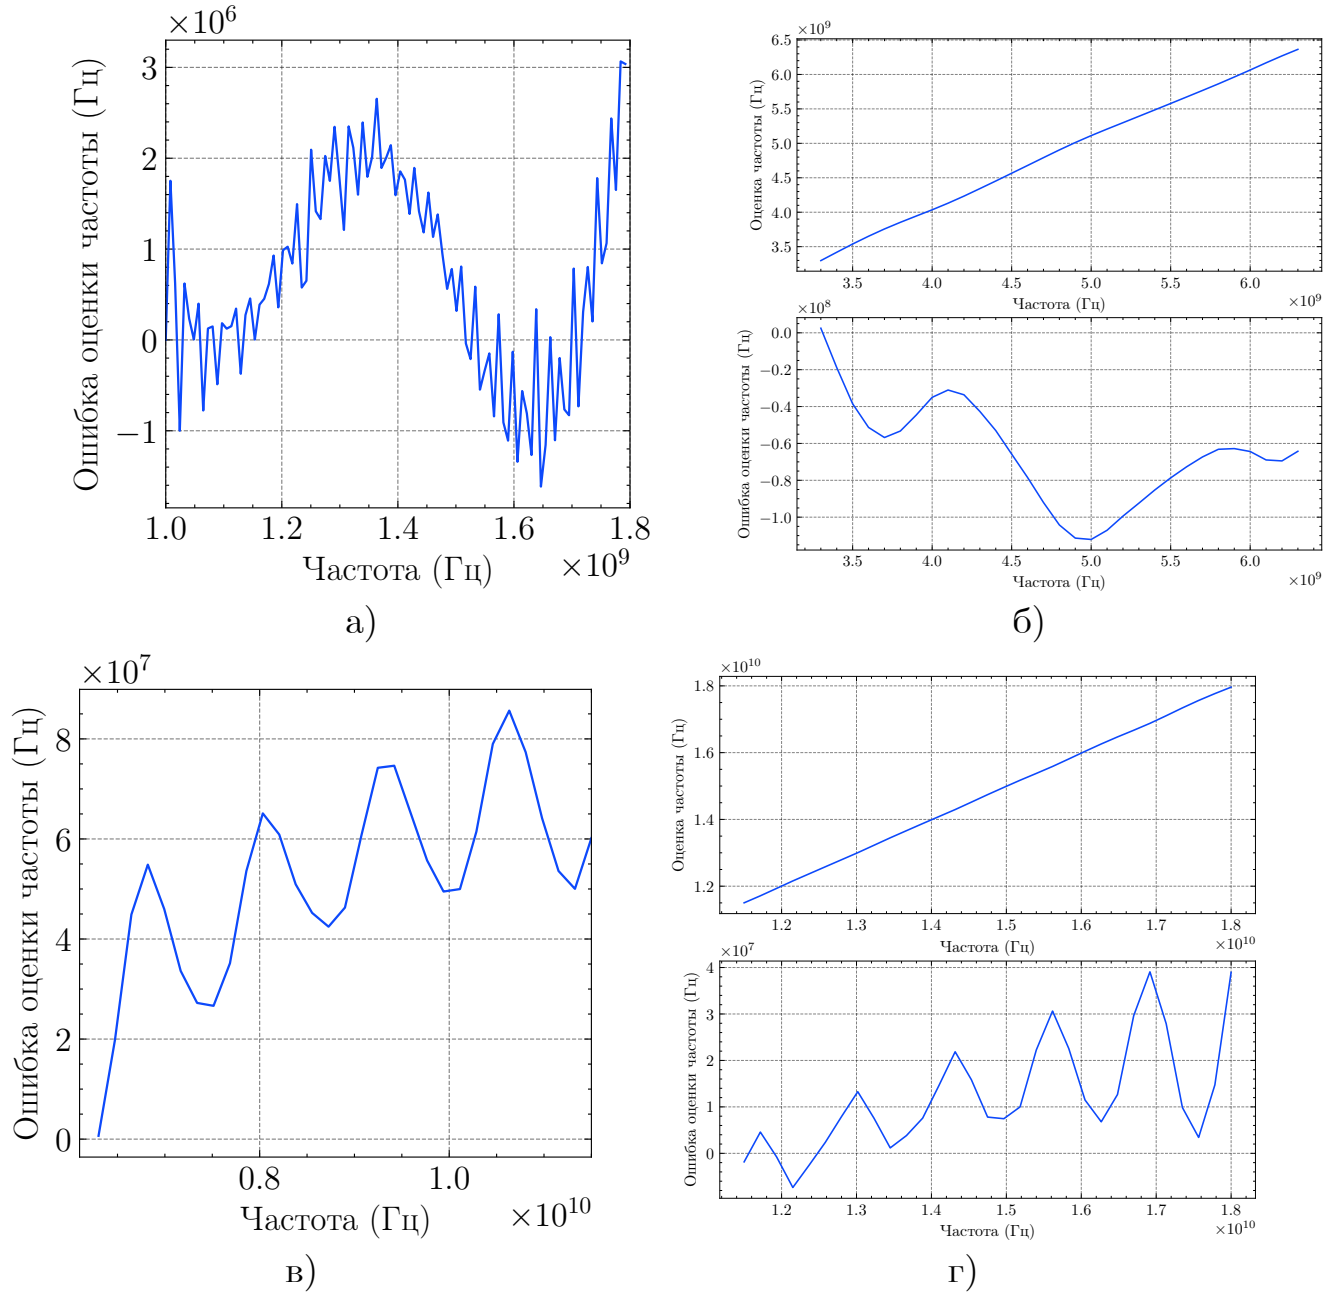 ×10⁶
Ошибка оценки частоты (Гц)
3
2
1
0
−1
1.0 1.2 1.4 1.6 1.8
Частота (Гц) ×10⁹
а)
×10⁹
Оценка частоты (Гц)
6.5
6.0
5.5
5.0
4.5
4.0
3.5
3.5 4.0 4.5 5.0 5.5 6.0
Частота (Гц) ×10⁹
×10⁸
Ошибка оценки частоты (Гц)
0.0
−0.2
−0.4
−0.6
−0.8
−1.0
3.5 4.0 4.5 5.0 5.5 6.0
Частота (Гц) ×10⁹
б)
×10⁷
Ошибка оценки частоты (Гц)
8
6
4
2
0
0.8 1.0
Частота (Гц) ×10¹⁰
в)
×10¹⁰
Оценка частоты (Гц)
1.8
1.6
1.4
1.2
1.2 1.3 1.4 1.5 1.6 1.7 1.8
Частота (Гц) ×10¹⁰
×10⁷
Ошибка оценки частоты (Гц)
4
3
2
1
0
1.2 1.3 1.4 1.5 1.6 1.7 1.8
Частота (Гц) ×10¹⁰
г)